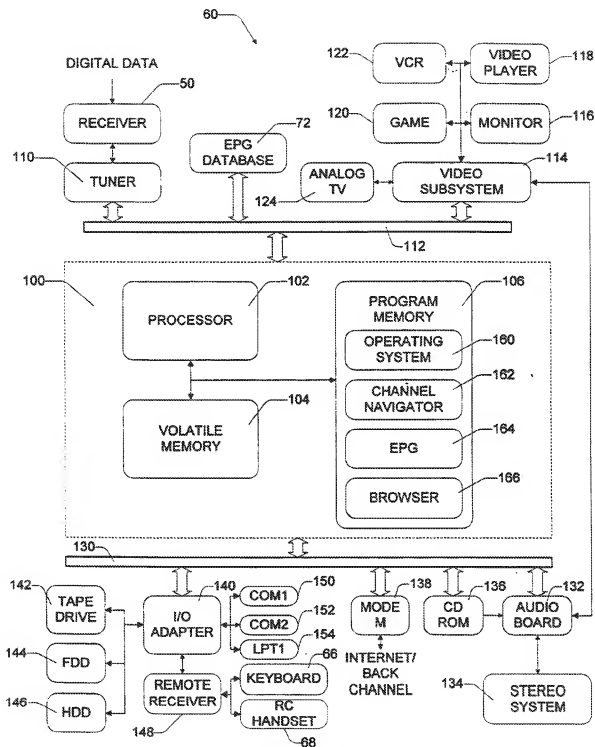 60
DIGITAL DATA
50
RECEIVER
110
TUNER
72
EPG
DATABASE
122
VCR
VIDEO
PLAYER
118
120
GAME
MONITOR
116
ANALOG
TV
124
VIDEO
SUBSYSTEM
114
112
100
102
PROCESSOR
104
VOLATILE
MEMORY
PROGRAM
MEMORY
106
OPERATING
SYSTEM
160
CHANNEL
NAVIGATOR
162
EPG
164
BROWSER
166
130
142
TAPE
DRIVE
144
FDD
146
HDD
140
I/O
ADAPTER
REMOTE
RECEIVER
148
COM1
150
COM2
152
LPT1
154
66
KEYBOARD
RC
HANDSET
68
138
MODE
M
INTERNET/
BACK
CHANNEL
136
CD
ROM
132
AUDIO
BOARD
134
STEREO
SYSTEM